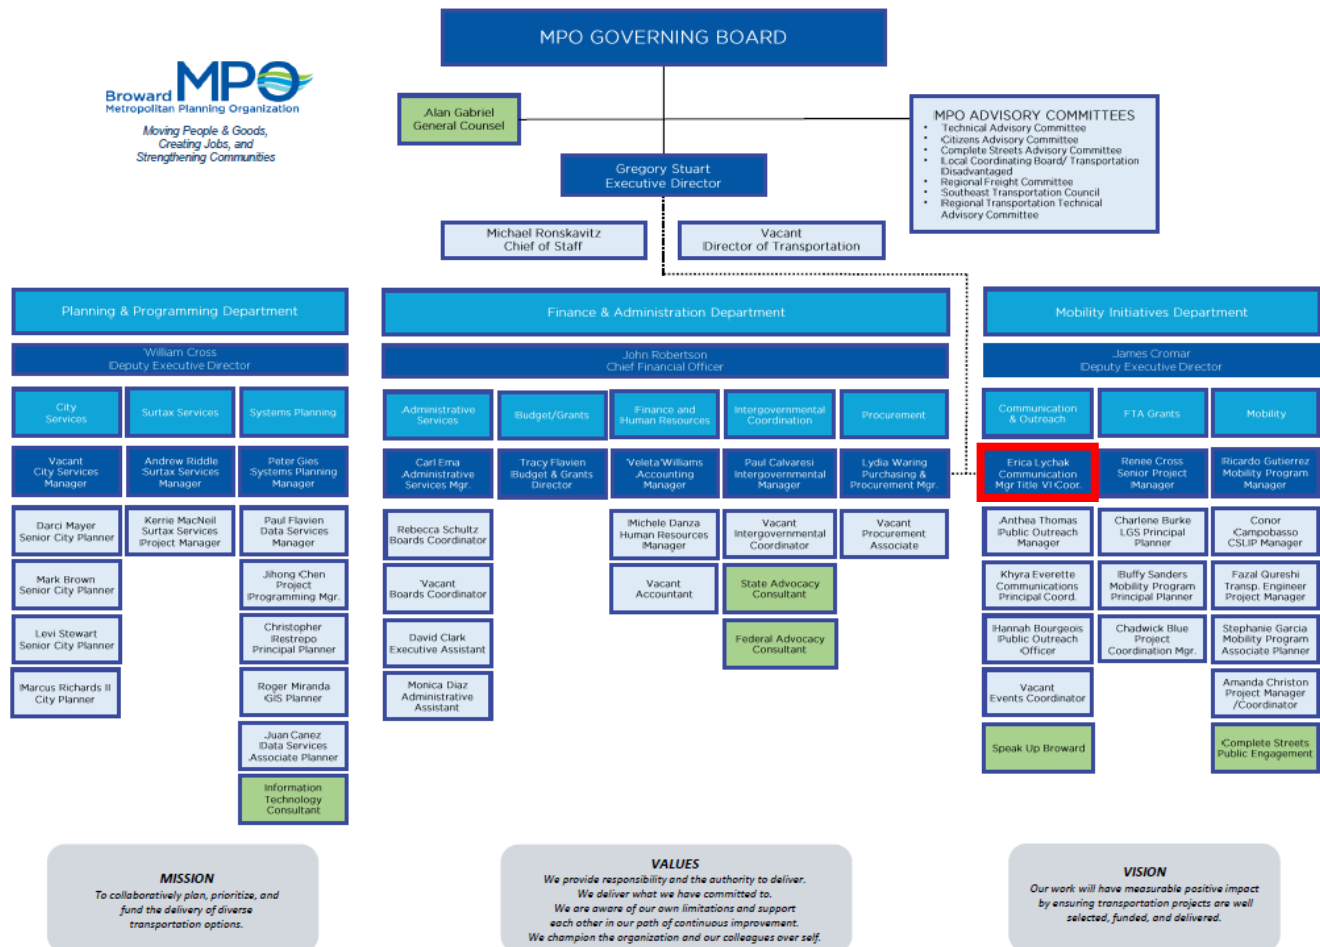 MPO GOVERNING BOARD
Broward MPO
Metropolitan Planning Organization
Moving People & Goods,
Creating Jobs, and
Strengthening Communities
Alan Gabriel
General Counsel
MPO ADVISORY COMMITTEES
• Technical Advisory Committee
• Citizens Advisory Committee
• Complete Streets Advisory Committee
• Local Coordinating Board/ Transportation
Disadvantaged
• Regional Freight Committee
• Southeast Transportation Council
• Regional Transportation Technical
Advisory Committee
Gregory Stuart
Executive Director
Michael Ronskavitz
Chief of Staff
Vacant
Director of Transportation
Planning & Programming Department
William Cross
Deputy Executive Director
City
Services
Vacant
City Services
Manager
Darci Mayer
Senior City Planner
Mark Brown
Senior City Planner
Levi Stewart
Senior City Planner
Marcus Richards II
City Planner
Surtax Services
Andrew Riddle
Surtax Services
Manager
Kerrie MacNeil
Surtax Services
Project Manager
Systems Planning
Peter Gies
Systems Planning
Manager
Paul Flavien
Data Services
Manager
Jihong Chen
Project
Programming Mgr.
Christopher
Restrepo
Principal Planner
Roger Miranda
GIS Planner
Juan Canez
Data Services
Associate Planner
Information
Technology
Consultant
Finance & Administration Department
John Robertson
Chief Financial Officer
Administrative
Services
Carl Ema
Administrative
Services Mgr.
Rebecca Schultz
Boards Coordinator
Vacant
Boards Coordinator
David Clark
Executive Assistant
Monica Diaz
Administrative
Assistant
Budget/Grants
Tracy Flavien
Budget & Grants
Director
Finance and
Human Resources
Veleta Williams
Accounting
Manager
Michele Danza
Human Resources
Manager
Vacant
Accountant
Intergovernmental
Coordination
Paul Calvaresi
Intergovernmental
Manager
Vacant
Intergovernmental
Coordinator
State Advocacy
Consultant
Federal Advocacy
Consultant
Procurement
Lydia Waring
Purchasing &
Procurement Mgr.
Vacant
Procurement
Associate
Mobility Initiatives Department
James Cromar
Deputy Executive Director
Communication
& Outreach
Erica Lychak
Communication
Mgr Title VI Coor.
Anthea Thomas
Public Outreach
Manager
Khyra Everette
Communications
Principal Coord.
Hannah Bourgeois
Public Outreach
Officer
Vacant
Events Coordinator
Speak Up Broward
FTA Grants
Renee Cross
Senior Project
Manager
Charlene Burke
LGS Principal
Planner
Buffy Sanders
Mobility Program
Principal Planner
Chadwick Blue
Project
Coordination Mgr.
Mobility
Ricardo Gutierrez
Mobility Program
Manager
Conor
Campobasso
CSLIP Manager
Fazal Qureshi
Transp. Engineer
Project Manager
Stephanie Garcia
Mobility Program
Associate Planner
Amanda Christon
Project Manager
/Coordinator
Complete Streets
Public Engagement
MISSION
To collaboratively plan, prioritize, and
fund the delivery of diverse
transportation options.
VALUES
We provide responsibility and the authority to deliver.
We deliver what we have committed to.
We are aware of our own limitations and support
each other in our path of continuous improvement.
We champion the organization and our colleagues over self.
VISION
Our work will have measurable positive impact
by ensuring transportation projects are well
selected, funded, and delivered.